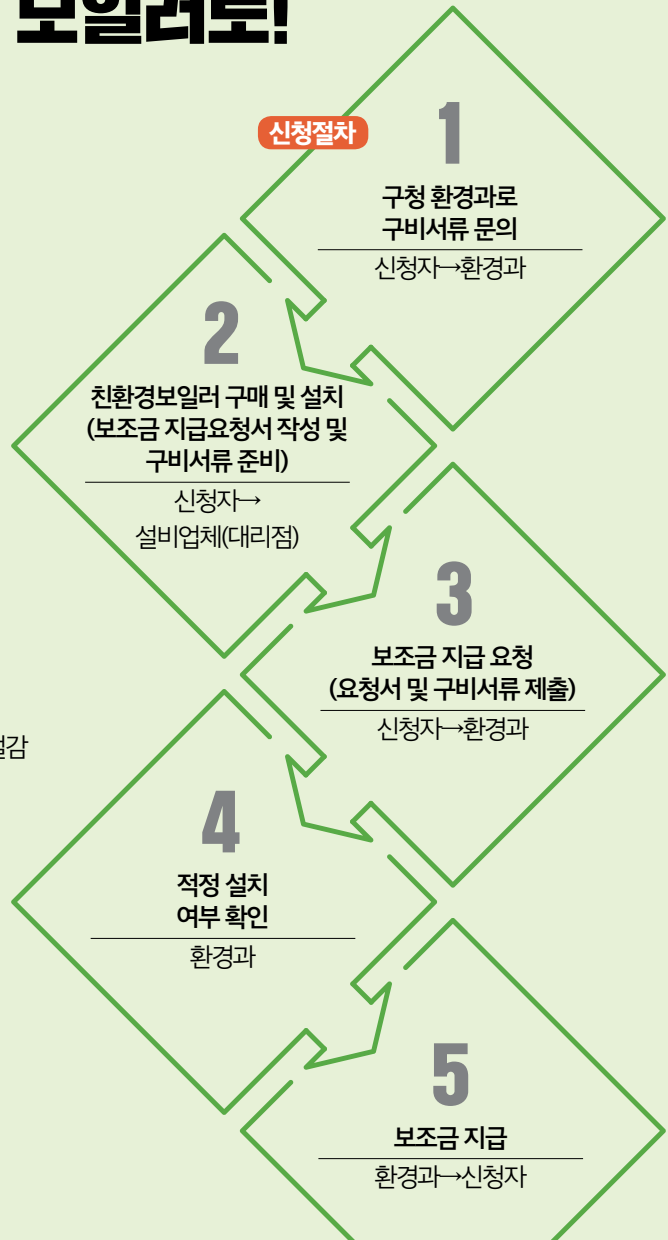 보일러로!
신청절차
1
구청 환경과로
구비서류 문의
신청자→환경과
2
친환경보일러 구매 및 설치
(보조금 지급요청서 작성 및
구비서류 준비)
신청자→
설비업체(대리점)
3
보조금 지급 요청
(요청서 및 구비서류 제출)
신청자→환경과
절감
4
적정 설치
여부 확인
환경과
5
보조금 지급
환경과→신청자